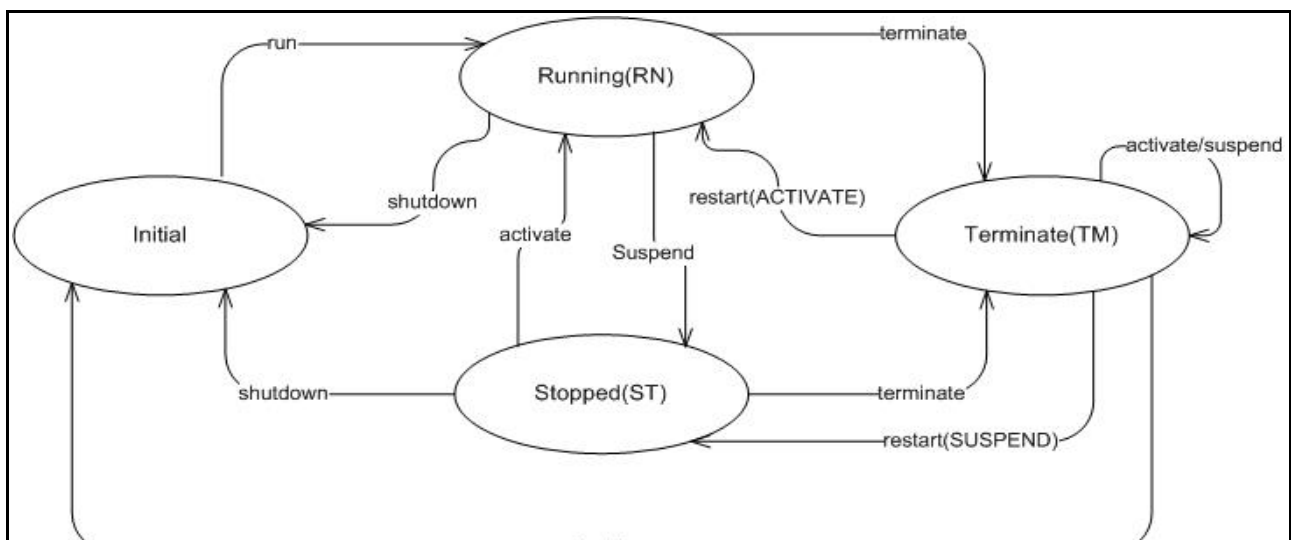 run
terminate
Running(RN)
activate/suspend
restart(ACTIVATE)
shutdown
Initial
activate
Terminate(TM)
Suspend
shutdown
Stopped(ST)
terminate
restart(SUSPEND)